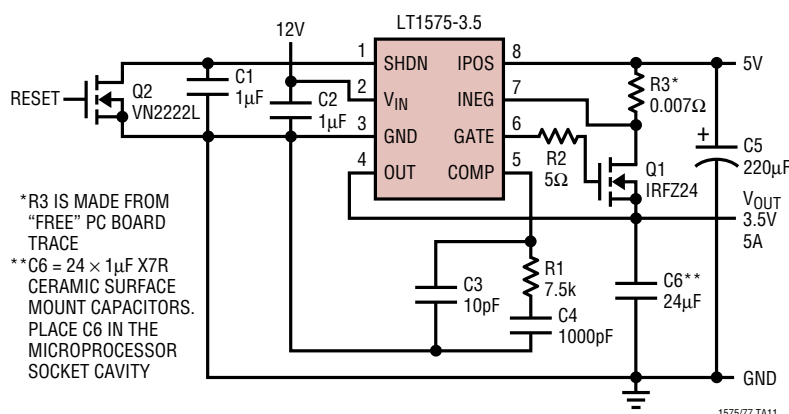 LT1575-3.5
12V
1
SHDN
IPOS
8
5V
RESET
Q2
VN2222L
C1
1µF
C2
1µF
2
VIN
INEG
7
R3*
0.007Ω
3
GND
GATE
6
R2
5Ω
4
OUT
COMP
5
Q1
IRFZ24
+
C5
220µF
VOUT
3.5V
5A
*R3 IS MADE FROM
"FREE" PC BOARD
TRACE
**C6 = 24 × 1µF X7R
CERAMIC SURFACE
MOUNT CAPACITORS.
PLACE C6 IN THE
MICROPROCESSOR
SOCKET CAVITY
C3
10pF
R1
7.5k
C4
1000pF
C6**
24µF
GND
1575/77 TA11